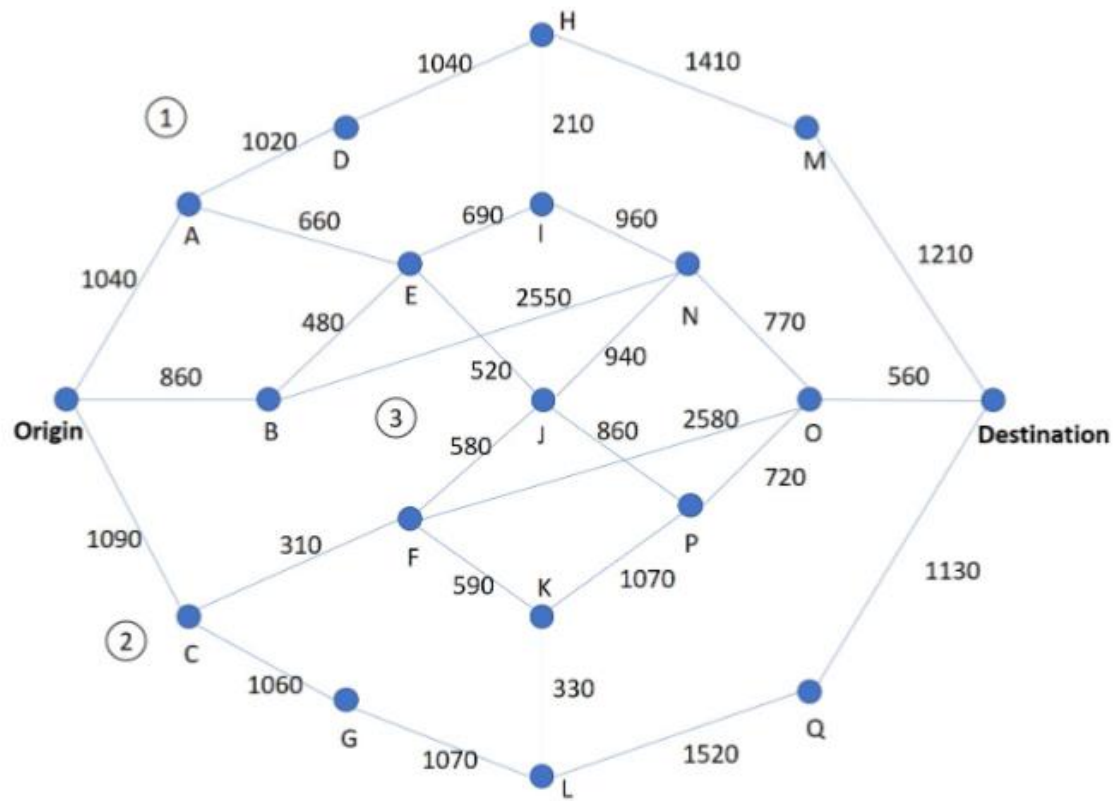 H
1040
1410
1
210
1020
D
M
A
660
690
I
960
1210
1040
E
2550
N
480
770
940
860
520
560
Origin
B
3
J
860
2580
O
Destination
580
720
1090
310
F
P
590
K
1070
1130
2
C
1060
330
G
Q
1070
1520
L